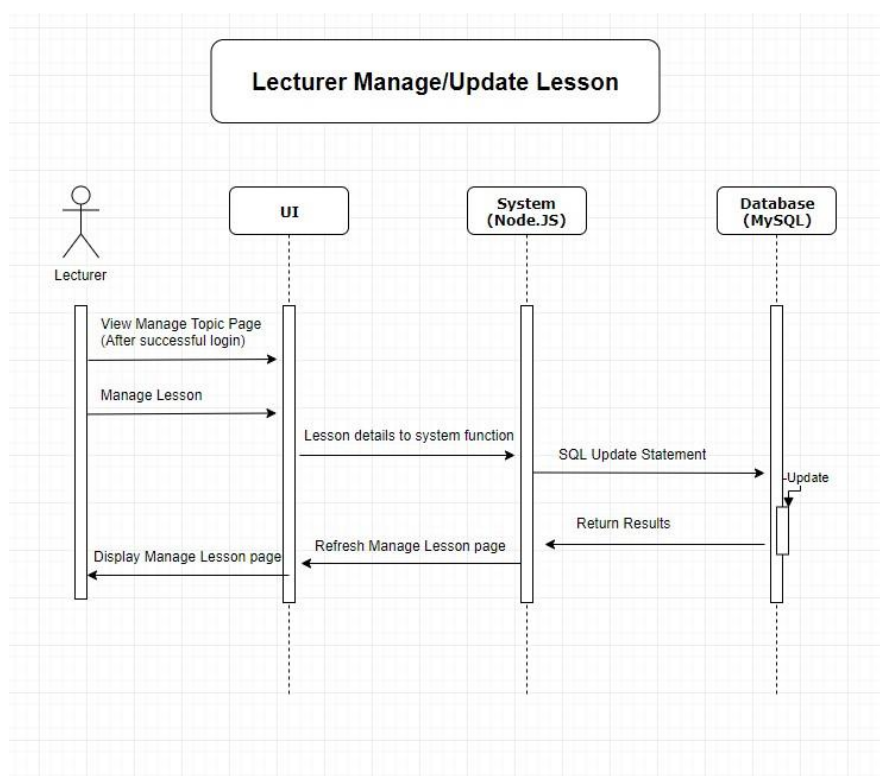 Lecturer Manage/Update Lesson
UI
System
(Node.JS)
Database
(MySQL)
Lecturer
View Manage Topic Page
(After successful login)
Manage Lesson
Lesson details to system function
SQL Update Statement
Update
Return Results
Refresh Manage Lesson page
Display Manage Lesson page